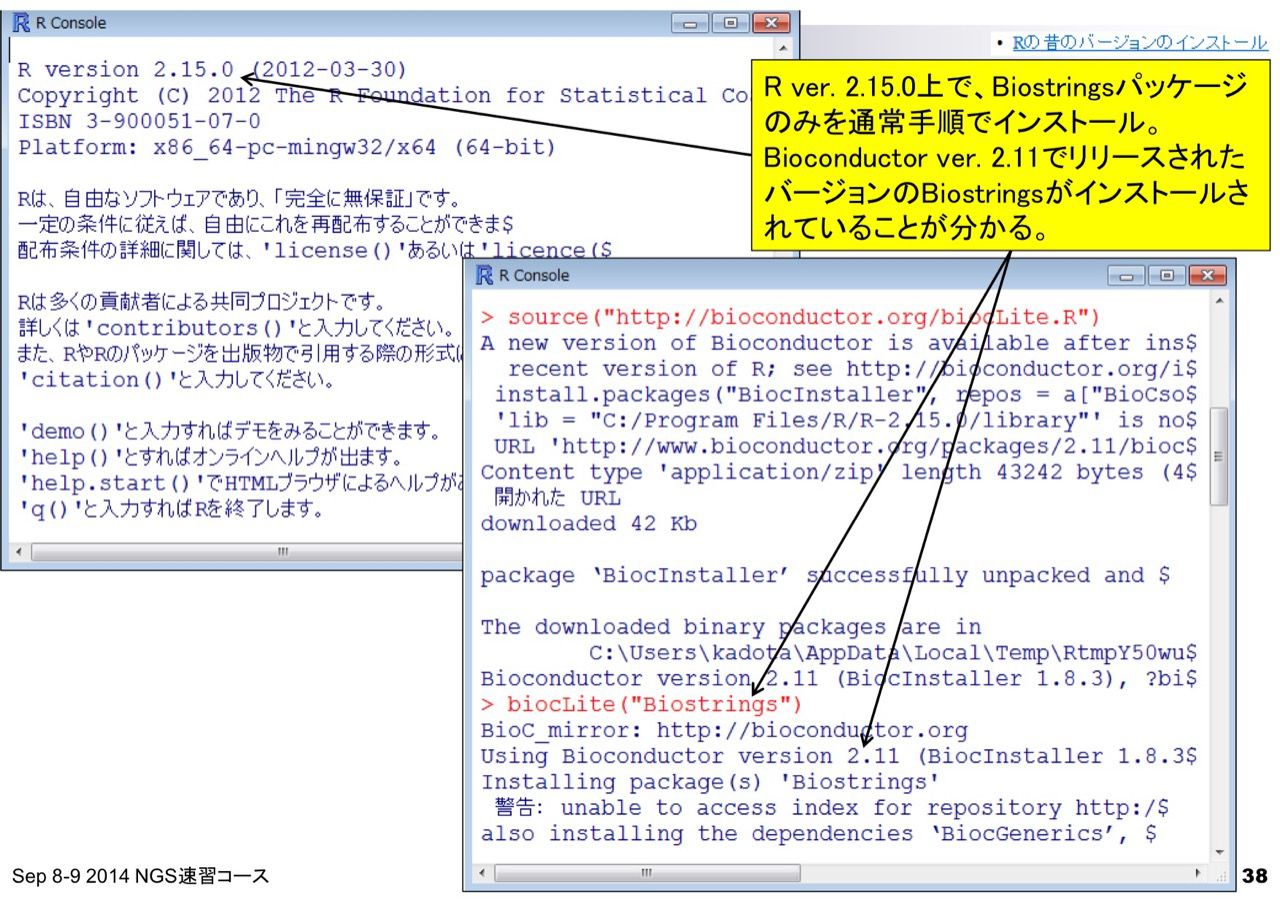 R Console
R version 2.15.0 (2012-03-30)
Copyright (C) 2012 The R Foundation for Statistical Co
ISBN 3-900051-07-0
Platform: x86_64-pc-mingw32/x64 (64-bit)
Rは、自由なソフトウェアであり、「完全に無保証」です。
一定の条件に従えば、自由にこれを再配布することができま$
配布条件の詳細に関しては、'license()'あるいは'licence($
Rは多くの貢献者による共同プロジェクトです。
詳しくは'contributors()'と入力してください。
また、RやRのパッケージを出版物で引用する際の形式
'citation()'と入力してください。
'demo()'と入力すればデモをみることができます。
'help()'とすればオンラインヘルプが出ます。
'help.start()'でHTMLブラウザによるヘルプが
'q()'と入力すればRを終了します。
• Rの昔のバージョンのインストール
R ver. 2.15.0上で、Biostringsパッケージ
のみを通常手順でインストール。
Bioconductor ver. 2.11でリリースされた
バージョンのBiostringsがインストールさ
れていることが分かる。
R Console
> source("http://bioconductor.org/biocLite.R")
A new version of Bioconductor is available after ins$
recent version of R; see http://bioconductor.org/i$
install.packages("BiocInstaller", repos = a["BioCso$
'lib = "C:/Program Files/R/R-2.15.0/library"' is no$
URL 'http://www.bioconductor.org/packages/2.11/bioc$
Content type 'application/zip' length 43242 bytes (4$
開かれた URL
downloaded 42 Kb
package ‘BiocInstaller’ successfully unpacked and $
The downloaded binary packages are in
C:\Users\kadota\AppData\Local\Temp\RtmpY50wu$
Bioconductor version 2.11 (BiocInstaller 1.8.3), ?bi$
> biocLite("Biostrings")
BioC_mirror: http://bioconductor.org
Using Bioconductor version 2.11 (BiocInstaller 1.8.3$
Installing package(s) 'Biostrings'
警告: unable to access index for repository http:/$
also installing the dependencies ‘BiocGenerics’, $
Sep 8-9 2014 NGS速習コース
38